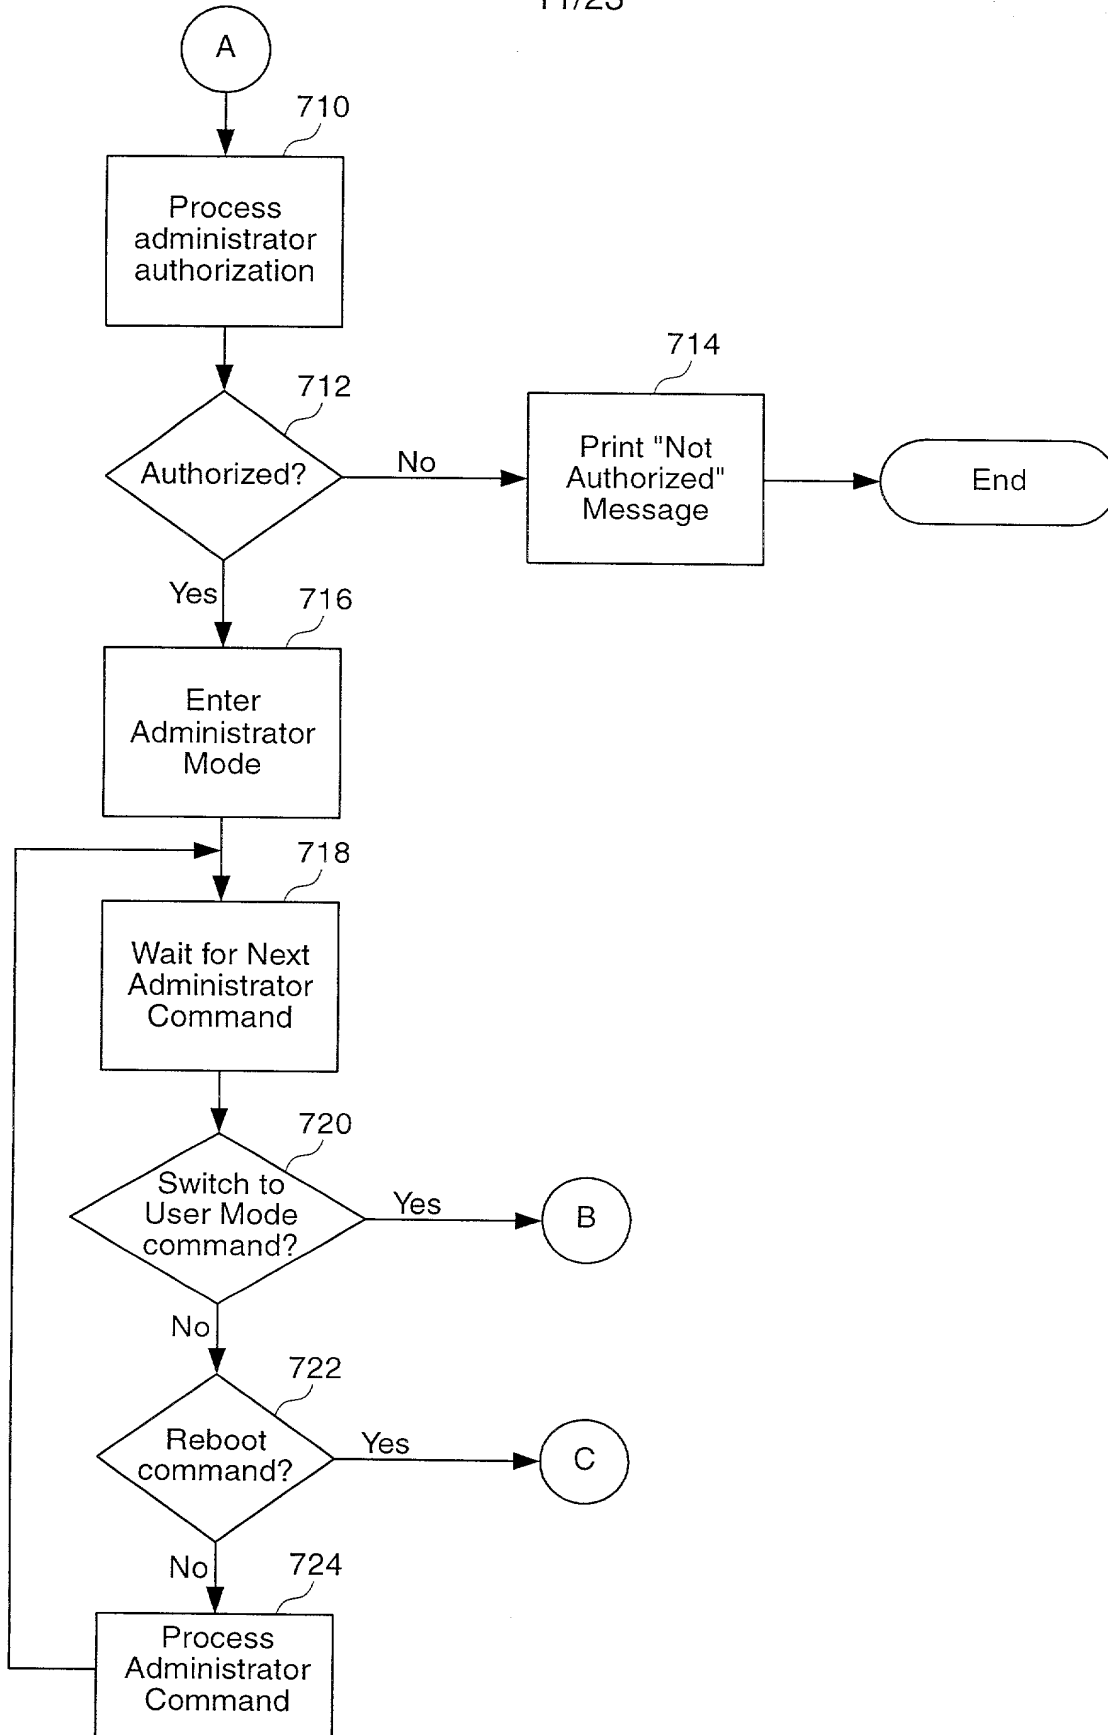 11/23
A
710
Process
administrator
authorization
712
Authorized?
No
714
Print "Not
Authorized"
Message
End
Yes
716
Enter
Administrator
Mode
718
Wait for Next
Administrator
Command
720
Switch to
User Mode
command?
Yes
B
No
722
Reboot
command?
Yes
C
No
724
Process
Administrator
Command